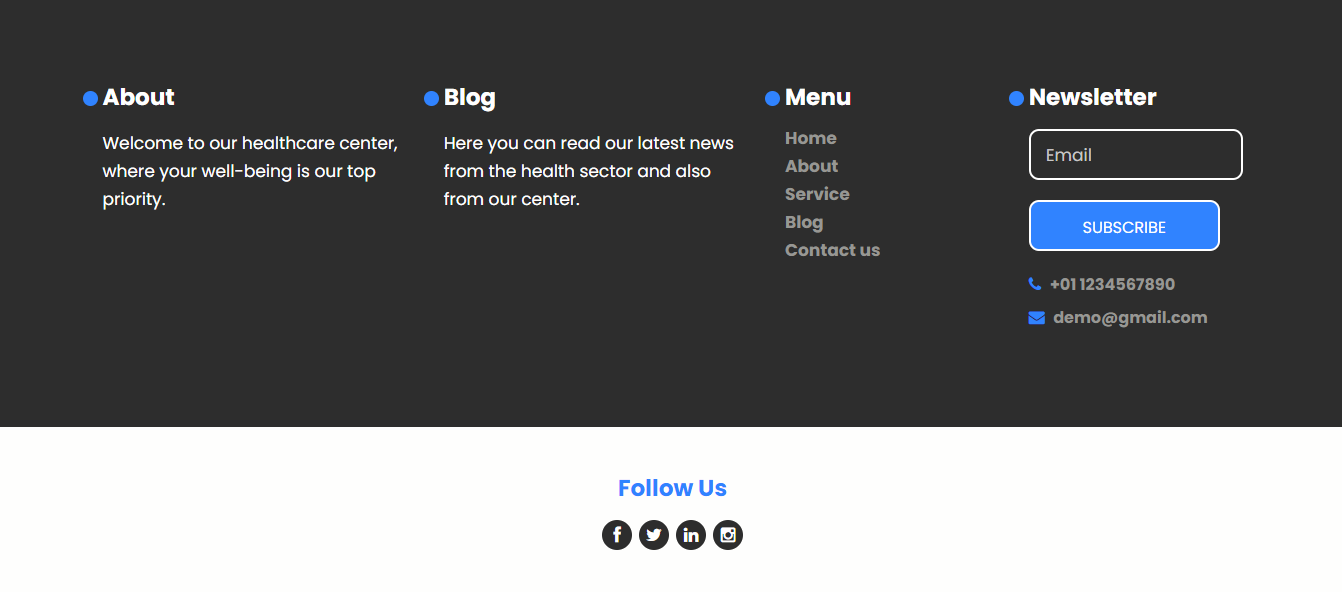 About
Welcome to our healthcare center,
where your well-being is our top
priority.
Blog
Here you can read our latest news
from the health sector and also
from our center.
Menu
Home
About
Service
Blog
Contact us
Newsletter
Email
SUBSCRIBE
+01 1234567890
demo@gmail.com
Follow Us